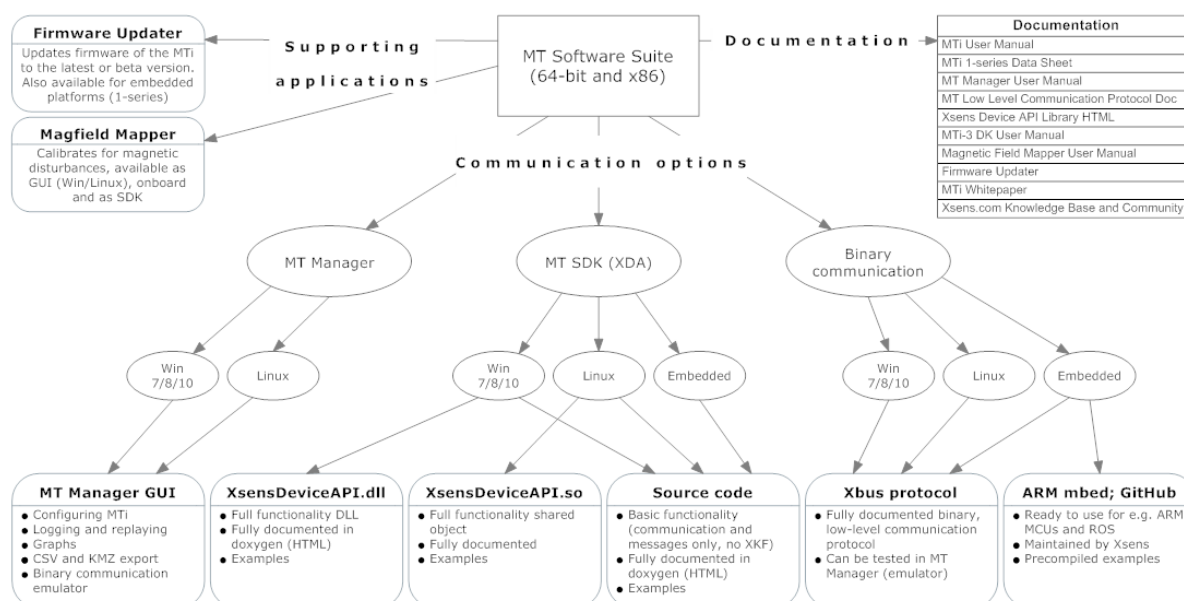 Firmware Updater
Updates firmware of the MTi
to the latest or beta version.
Also available for embedded
platforms (1-series)
Supporting
applications
MT Software Suite
(64-bit and x86)
Documentation
Documentation
MTi User Manual
MTi 1-series Data Sheet
MT Manager User Manual
MT Low Level Communication Protocol Doc
Xsens Device API Library HTML
MTi-3 DK User Manual
Magnetic Field Mapper User Manual
Firmware Updater
MTi Whitepaper
Xsens.com Knowledge Base and Community
Magfield Mapper
Calibrates for magnetic
disturbances, available as
GUI (Win/Linux), onboard
and as SDK
Communication options
MT Manager
MT SDK (XDA)
Binary
communication
Win
7/8/10
Linux
Win
7/8/10
Linux
Embedded
Win
7/8/10
Linux
Embedded
MT Manager GUI
● Configuring MTi
● Logging and replaying
● Graphs
● CSV and KMZ export
● Binary communication
emulator
XsensDeviceAPI.dll
● Full functionality DLL
● Fully documented in
doxygen (HTML)
● Examples
XsensDeviceAPI.so
● Full functionality shared
object
● Fully documented
● Examples
Source code
● Basic functionality
(communication and
messages only, no XKF)
● Fully documented in
doxygen (HTML)
● Examples
Xbus protocol
● Fully documented binary,
low-level communication
protocol
● Can be tested in MT
Manager (emulator)
ARM mbed; GitHub
● Ready to use for e.g. ARM
MCUs and ROS
● Maintained by Xsens
● Precompiled examples